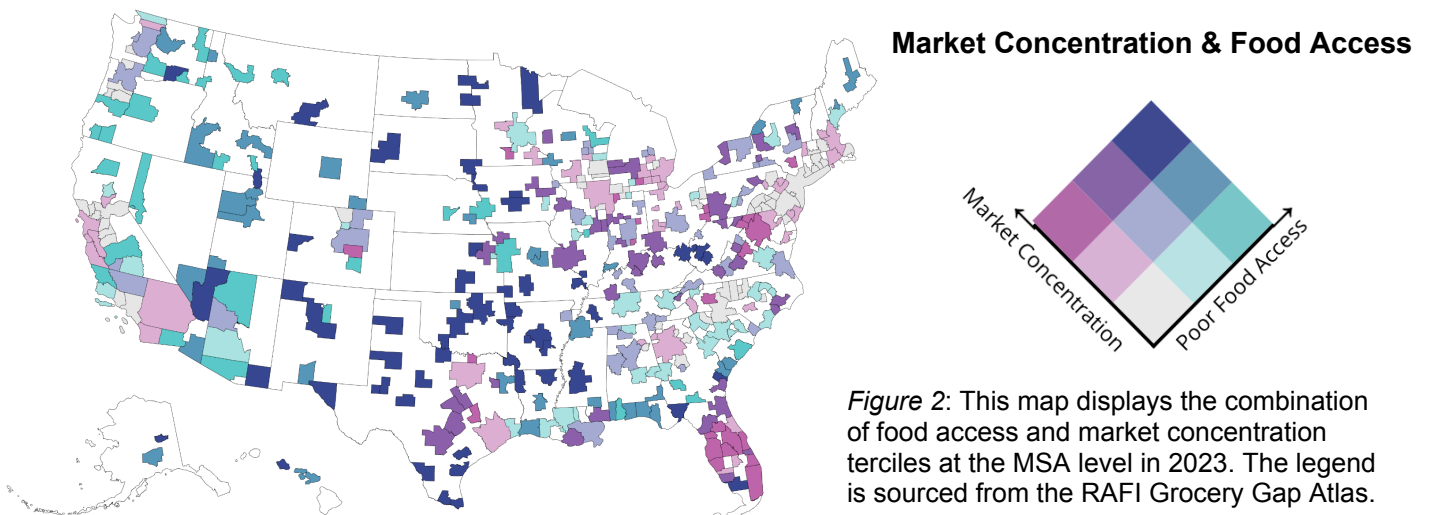 Market Concentration & Food Access
Market Concentration
Poor Food Access
Figure 2: This map displays the combination
of food access and market concentration
terciles at the MSA level in 2023. The legend
is sourced from the RAFI Grocery Gap Atlas.